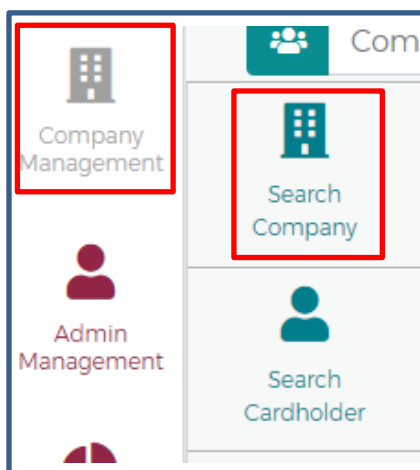 Com
Company
Management
Search
Company
Admin
Management
Search
Cardholder